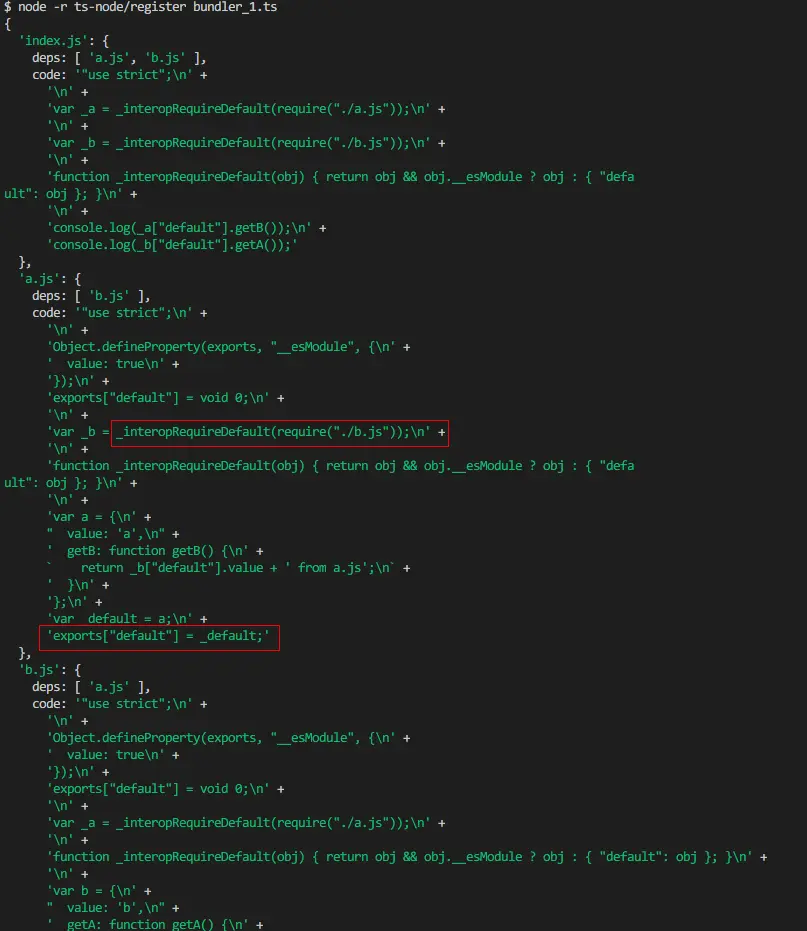 $ node -r ts-node/register bundler_1.ts
{
  'index.js': {
    deps: [ 'a.js', 'b.js' ],
    code: '"use strict";\n' +
      '\n' +
      'var _a = _interopRequireDefault(require("./a.js"));\n' +
      '\n' +
      'var _b = _interopRequireDefault(require("./b.js"));\n' +
      '\n' +
      'function _interopRequireDefault(obj) { return obj && obj.__esModule ? obj : { "defa
ult": obj }; }\n' +
      '\n' +
      'console.log(_a["default"].getB());\n' +
      'console.log(_b["default"].getA());'
  },
  'a.js': {
    deps: [ 'b.js' ],
    code: '"use strict";\n' +
      '\n' +
      'Object.defineProperty(exports, "__esModule", {\n' +
      '  value: true\n' +
      '});\n' +
      'exports["default"] = void 0;\n' +
      '\n' +
      'var _b = _interopRequireDefault(require("./b.js"));\n' +
      '\n' +
      'function _interopRequireDefault(obj) { return obj && obj.__esModule ? obj : { "defa
ult": obj }; }\n' +
      '\n' +
      'var a = {\n' +
      "  value: 'a',\n" +
      '  getB: function getB() {\n' +
      `    return _b["default"].value + ' from a.js';\n` +
      '  }\n' +
      '};\n' +
      'var _default = a;\n' +
      'exports["default"] = _default;'
  },
  'b.js': {
    deps: [ 'a.js' ],
    code: '"use strict";\n' +
      '\n' +
      'Object.defineProperty(exports, "__esModule", {\n' +
      '  value: true\n' +
      '});\n' +
      'exports["default"] = void 0;\n' +
      '\n' +
      'var _a = _interopRequireDefault(require("./a.js"));\n' +
      '\n' +
      'function _interopRequireDefault(obj) { return obj && obj.__esModule ? obj : { "default": obj }; }\n' +
      '\n' +
      'var b = {\n' +
      "  value: 'b',\n" +
      '  getA: function getA() {\n' +